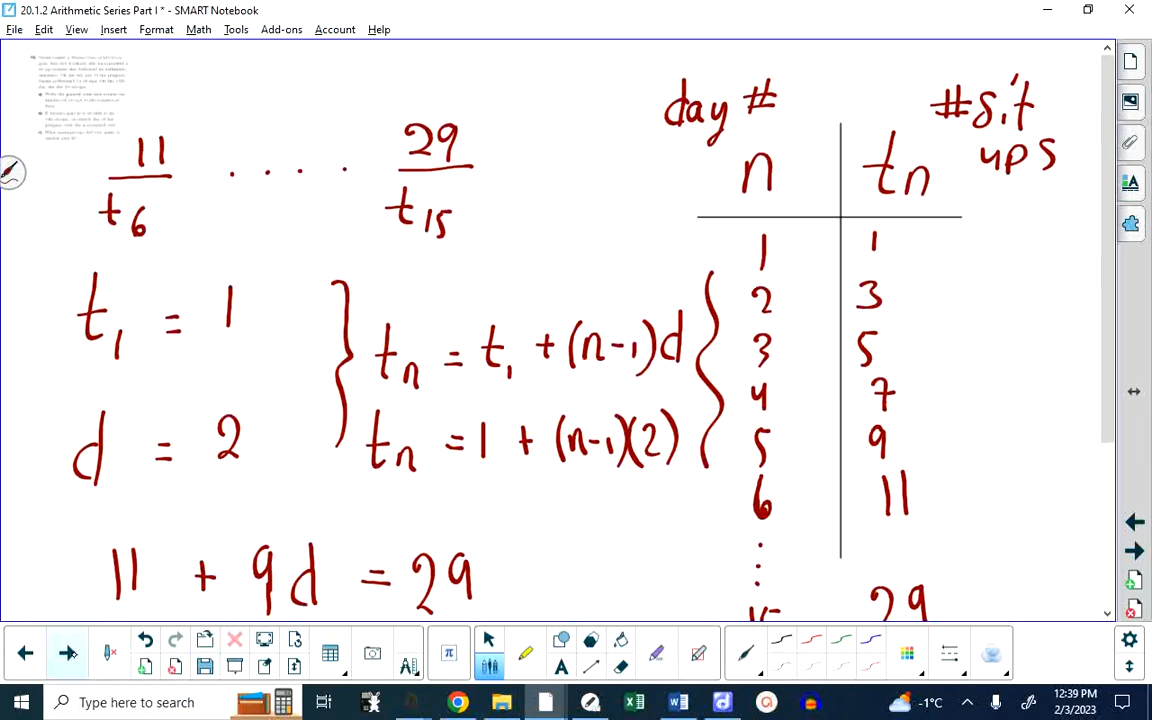 20.1.2 Arithmetic Series Part I * - SMART Notebook
File Edit View Insert Format Math Tools Add-ons Account Help
day # #sit ups
n tn
11 . . . . 29
t6 t15
1 1
2 3
3 5
4 7
5 9
6 11
:
29
t1 = 1
d = 2
tn = t1 + (n-1)d
tn = 1 + (n-1)(2)
11 + 9d = 29
Type here to search
-1°C
12:39 PM
2/3/2023